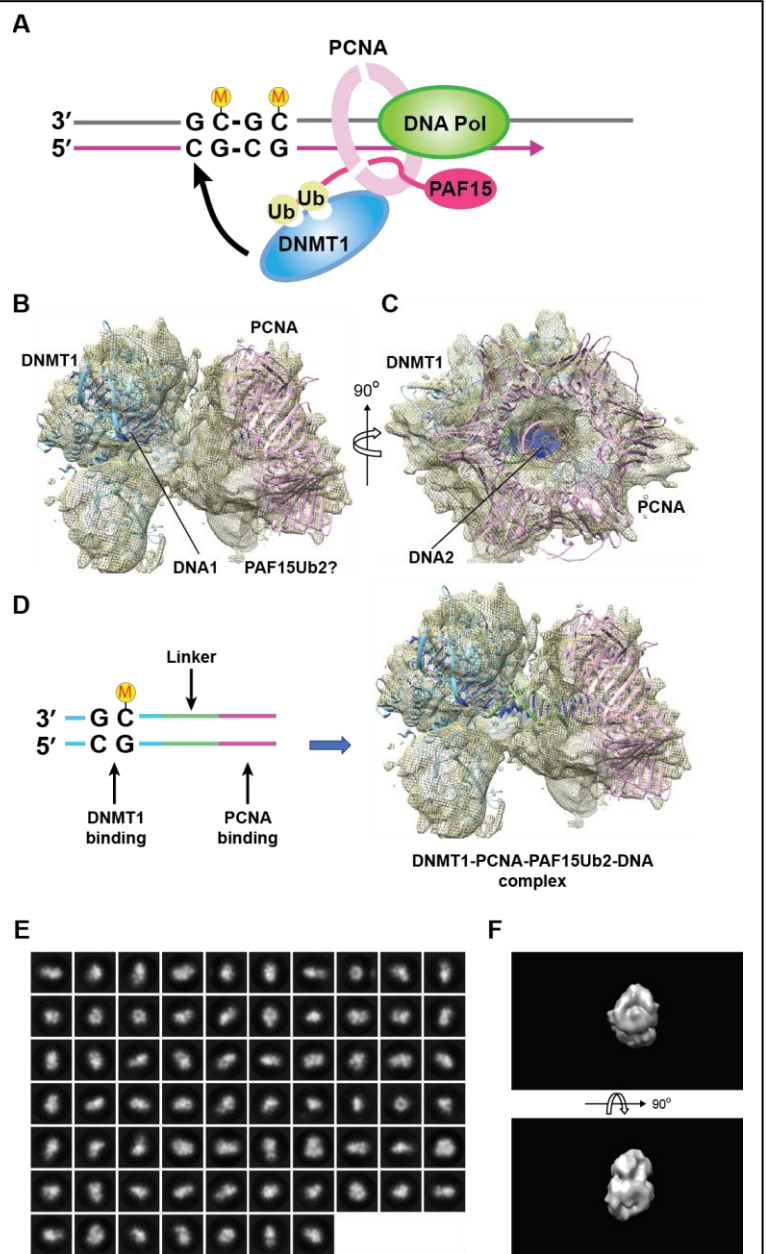 A
PCNA
M M
3′ G C-G C DNA Pol
5′ C G-C G
PAF15
Ub Ub
DNMT1
B
C
PCNA
DNMT1
DNMT1
90°
PCNA
DNA1 PAF15Ub2?
DNA2
D
Linker
M
3′ G C
5′ C G
DNMT1
binding
PCNA
binding
DNMT1-PCNA-PAF15Ub2-DNA
complex
E
F
90°